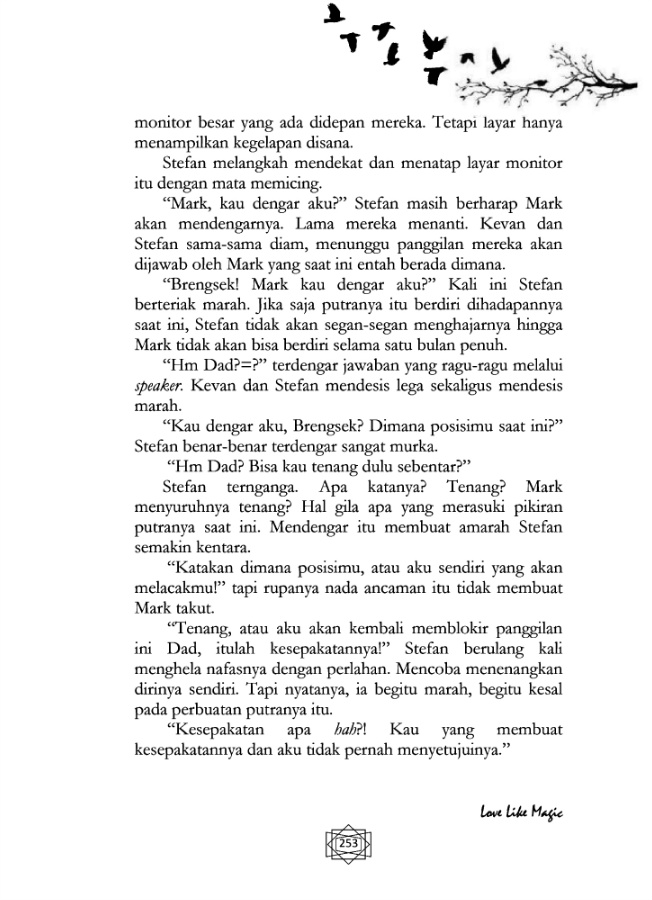 monitor besar yang ada didepan mereka. Tetapi layar hanya
menampilkan kegelapan disana.
Stefan melangkah mendekat dan menatap layar monitor
itu dengan mata memicing.
“Mark, kau dengar aku?” Stefan masih berharap Mark
akan mendengarnya. Lama mereka menanti. Kevan dan
Stefan sama-sama diam, menunggu panggilan mereka akan
dijawab oleh Mark yang saat ini entah berada dimana.
“Brengsek! Mark kau dengar aku?” Kali ini Stefan
berteriak marah. Jika saja putranya itu berdiri dihadapannya
saat ini, Stefan tidak akan segan-segan menghajarnya hingga
Mark tidak akan bisa berdiri selama satu bulan penuh.
“Hm Dad?=?” terdengar jawaban yang ragu-ragu melalui
speaker. Kevan dan Stefan mendesis lega sekaligus mendesis
marah.
“Kau dengar aku, Brengsek? Dimana posisimu saat ini?”
Stefan benar-benar terdengar sangat murka.
“Hm Dad? Bisa kau tenang dulu sebentar?”
Stefan ternganga. Apa katanya? Tenang? Mark
menyuruhnya tenang? Hal gila apa yang merasuki pikiran
putranya saat ini. Mendengar itu membuat amarah Stefan
semakin kentara.
“Katakan dimana posisimu, atau aku sendiri yang akan
melacakmu!” tapi rupanya nada ancaman itu tidak membuat
Mark takut.
“Tenang, atau aku akan kembali memblokir panggilan
ini Dad, itulah kesepakatannya!” Stefan berulang kali
menghela nafasnya dengan perlahan. Mencoba menenangkan
dirinya sendiri. Tapi nyatanya, ia begitu marah, begitu kesal
pada perbuatan putranya itu.
“Kesepakatan apa hah?! Kau yang membuat
kesepakatannya dan aku tidak pernah menyetujuinya.”
Love Like Magic
253